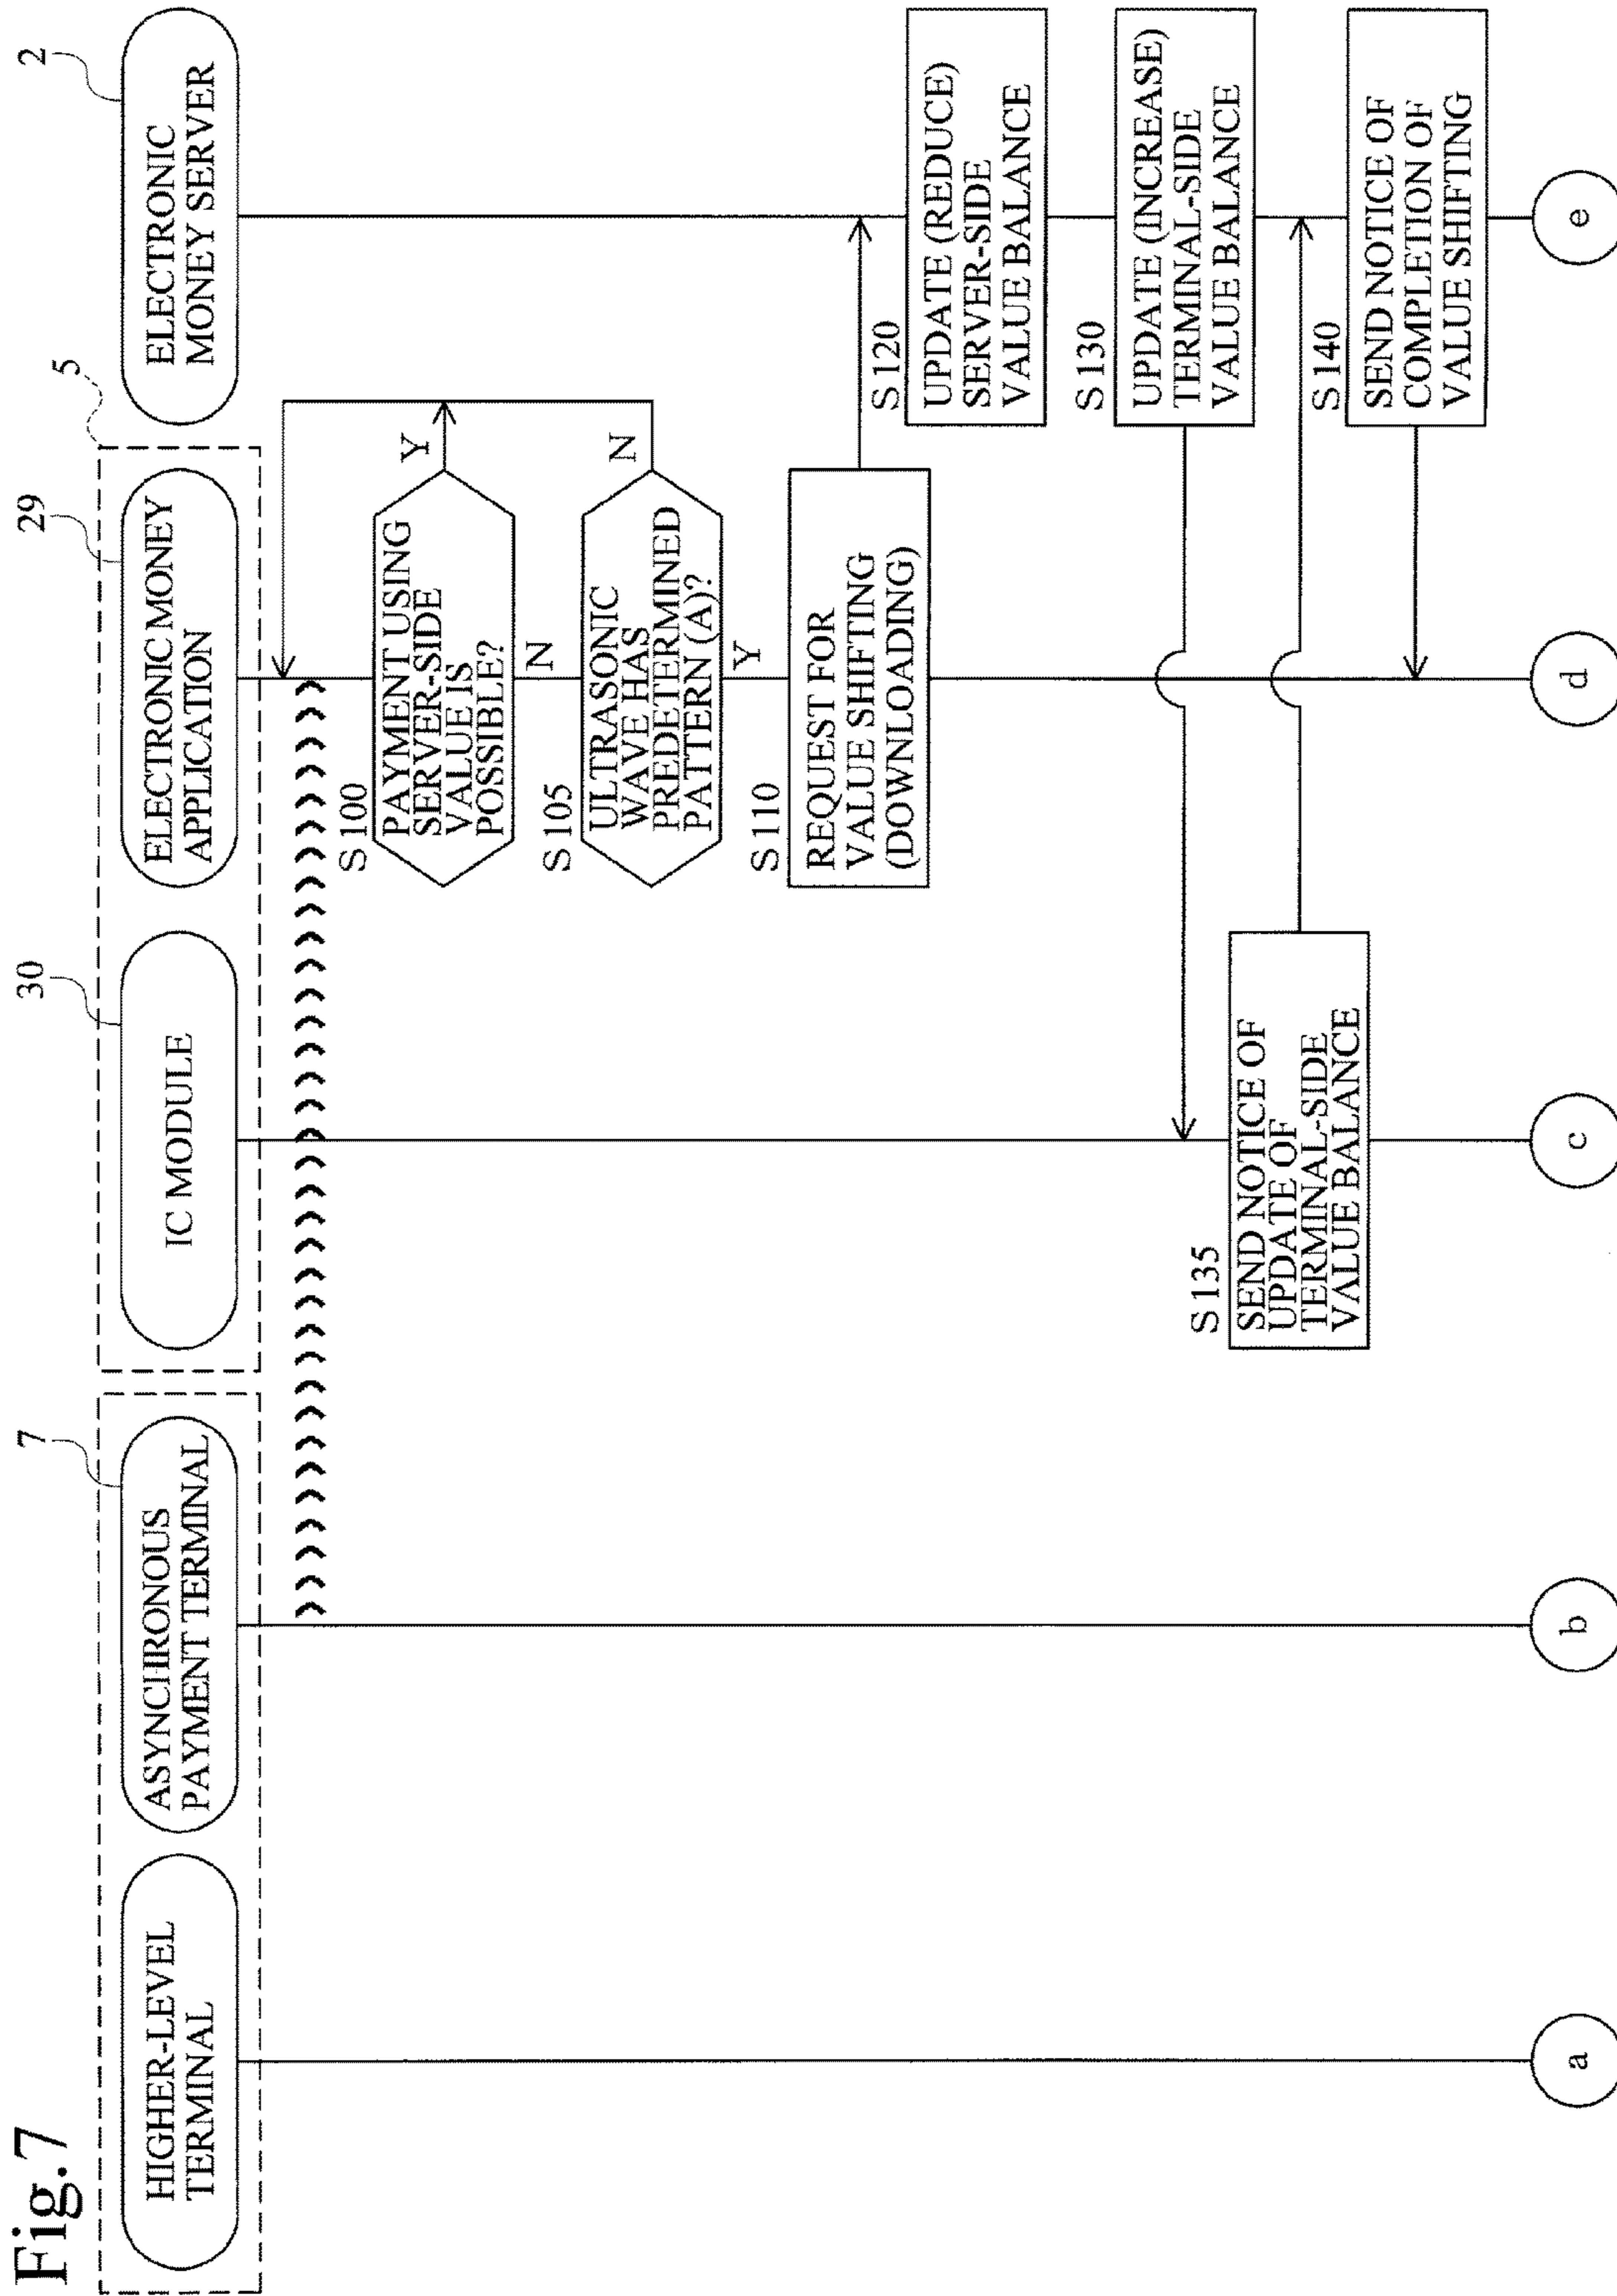 Fig.7
HIGHER-LEVEL
TERMINAL
7
ASYNCHRONOUS
PAYMENT TERMINAL
30
IC MODULE
29
ELECTRONIC MONEY
APPLICATION
5
2
ELECTRONIC
MONEY SERVER
S 100
PAYMENT USING
SERVER-SIDE
VALUE IS
POSSIBLE?
Y
N
S 105
ULTRASONIC
WAVE HAS
PREDETERMINED
PATTERN (A)?
N
Y
S 110
REQUEST FOR
VALUE SHIFTING
(DOWNLOADING)
S 120
UPDATE (REDUCE)
SERVER-SIDE
VALUE BALANCE
S 130
UPDATE (INCREASE)
TERMINAL-SIDE
VALUE BALANCE
S 135
SEND NOTICE OF
UPDATE OF
TERMINAL-SIDE
VALUE BALANCE
S 140
SEND NOTICE OF
COMPLETION OF
VALUE SHIFTING
a
b
c
d
e